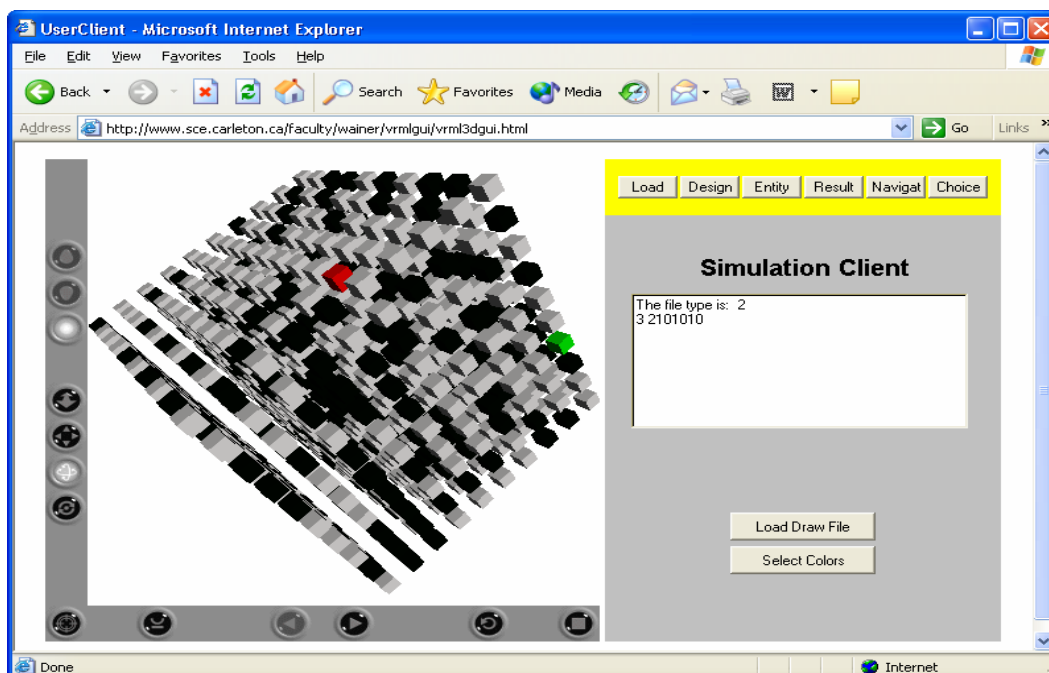 UserClient - Microsoft Internet Explorer
File Edit View Favorites Tools Help
Back Search Favorites Media
Address http://www.sce.carleton.ca/faculty/wainer/vrmlgui/vrml3dgui.html Go Links »
Load Design Entity Result Navigat Choice
Simulation Client
The file type is: 2
3 2101010
Load Draw File
Select Colors
Done Internet